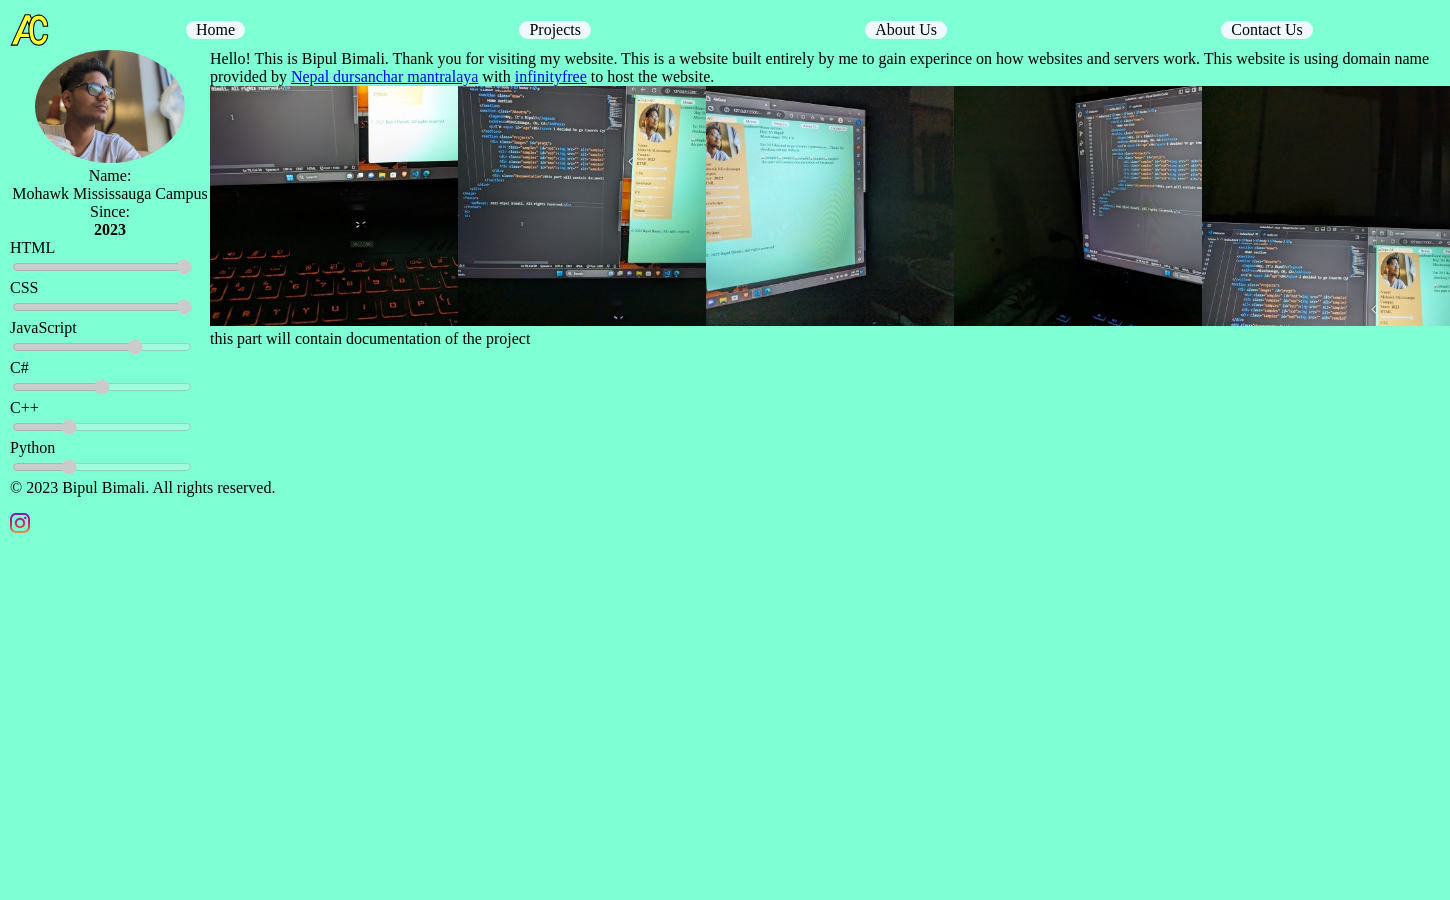 AC
Home
Projects
About Us
Contact Us
Hello! This is Bipul Bimali. Thank you for visiting my website. This is a website built entirely by me to gain experince on how websites and servers work. This website is using domain name
provided by Nepal dursanchar mantralaya with infinityfree to host the website.
Name:
Mohawk Mississauga Campus
Since:
2023
HTML
CSS
JavaScript
C#
C++
Python
this part will contain documentation of the project
© 2023 Bipul Bimali. All rights reserved.